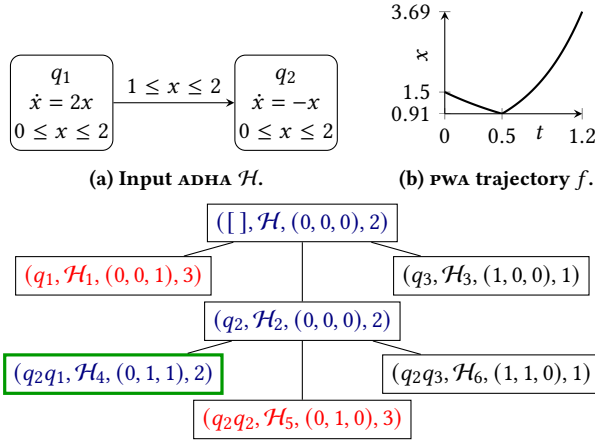 q₁
ẋ = 2x
0 ≤ x ≤ 2
1 ≤ x ≤ 2
q₂
ẋ = −x
0 ≤ x ≤ 2
(a) Input ADHA ℋ.
3.69
x
1.5
0.91
0
0.5
t
1.2
(b) PWA trajectory f.
([ ], ℋ, (0, 0, 0), 2)
(q₁, ℋ₁, (0, 0, 1), 3)
(q₃, ℋ₃, (1, 0, 0), 1)
(q₂, ℋ₂, (0, 0, 0), 2)
(q₂q₁, ℋ₄, (0, 1, 1), 2)
(q₂q₃, ℋ₆, (1, 1, 0), 1)
(q₂q₂, ℋ₅, (0, 1, 0), 3)